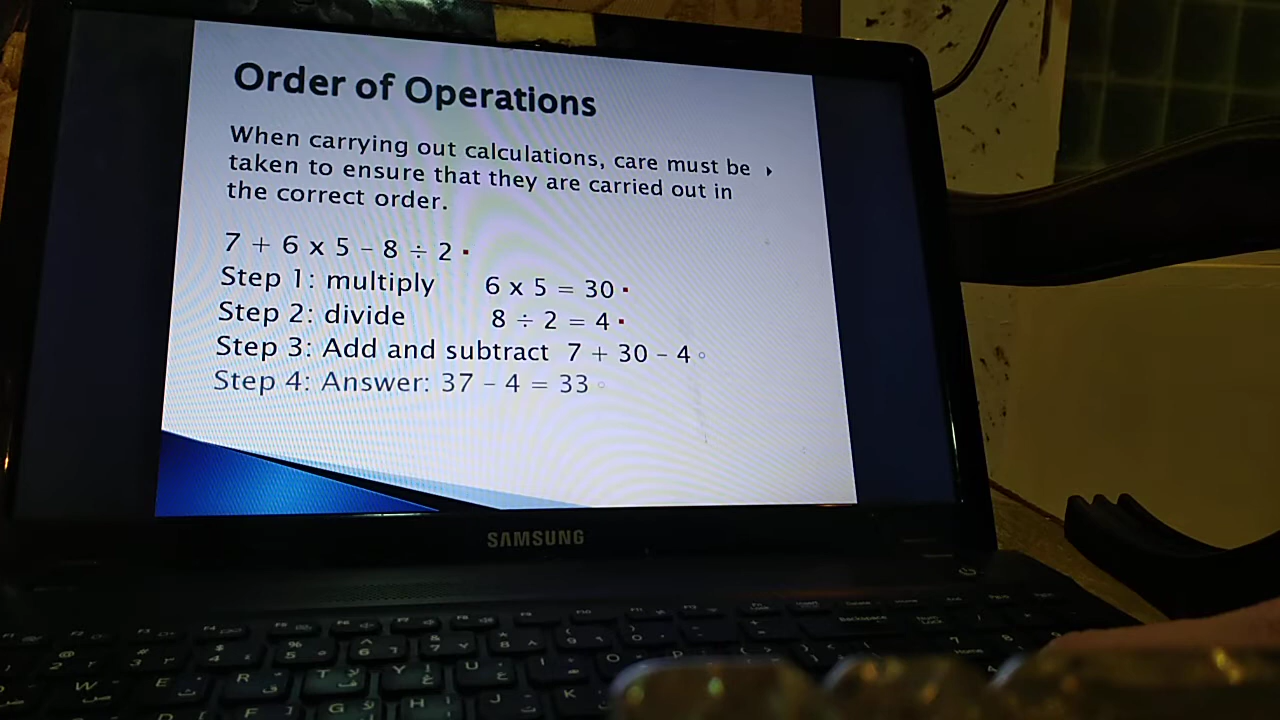 Order of Operations
When carrying out calculations, care must be
taken to ensure that they are carried out in
the correct order.
7 + 6 x 5 – 8 ÷ 2
Step 1: multiply 6 x 5 = 30
Step 2: divide 8 ÷ 2 = 4
Step 3: Add and subtract 7 + 30 – 4
Step 4: Answer: 37 – 4 = 33
SAMSUNG